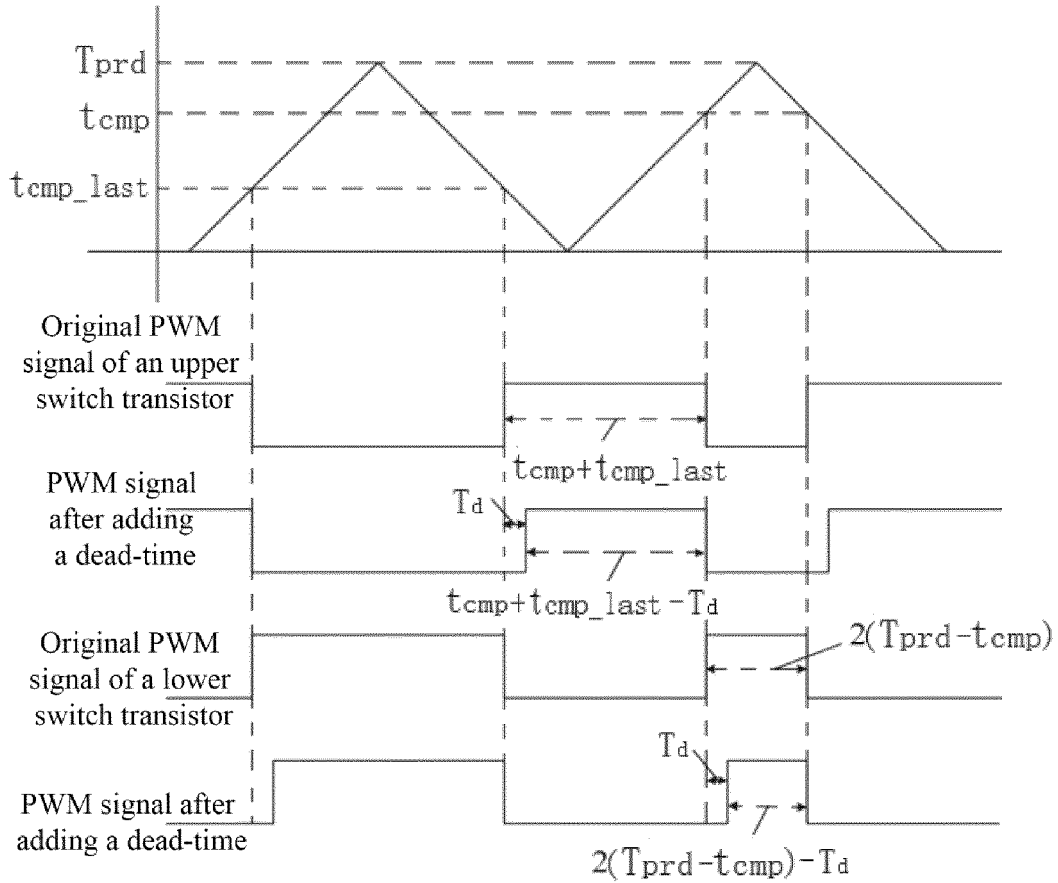 Tprd
tcmp
tcmp_last
Original PWM
signal of an upper
switch transistor
tcmp+tcmp_last
PWM signal
after adding
a dead-time
Td
tcmp+tcmp_last-Td
Original PWM
signal of a lower
switch transistor
2(Tprd-tcmp)
Td
PWM signal after
adding a dead-time
2(Tprd-tcmp)-Td